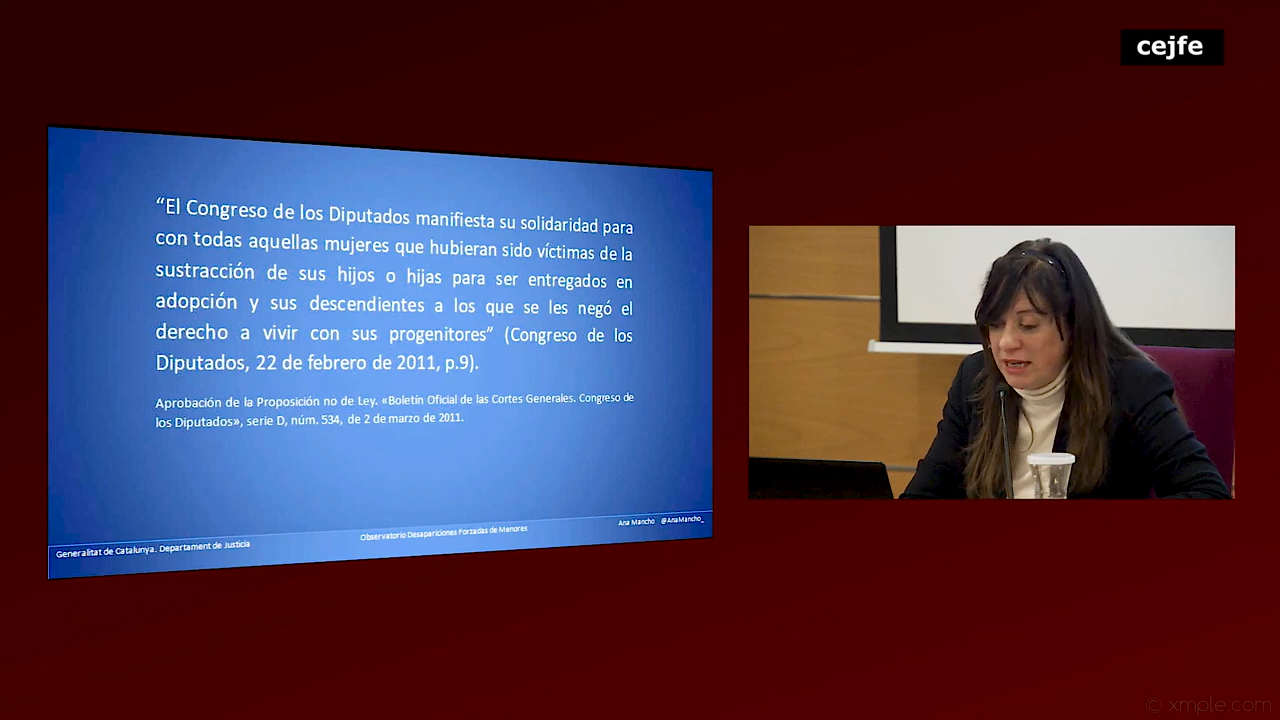 cejfe
“El Congreso de los Diputados manifiesta su solidaridad para
con todas aquellas mujeres que hubieran sido víctimas de la
sustracción de sus hijos o hijas para ser entregados en
adopción y sus descendientes a los que se les negó el
derecho a vivir con sus progenitores” (Congreso de los
Diputados, 22 de febrero de 2011, p.9).
Aprobación de la Proposición no de Ley. «Boletín Oficial de las Cortes Generales. Congreso de
los Diputados», serie D, núm. 534, de 2 de marzo de 2011.
Generalitat de Catalunya. Departament de Justicia
Observatorio Desapariciones Forzadas de Menores
Ana Mancho @AnaMancho_
© xmple.com